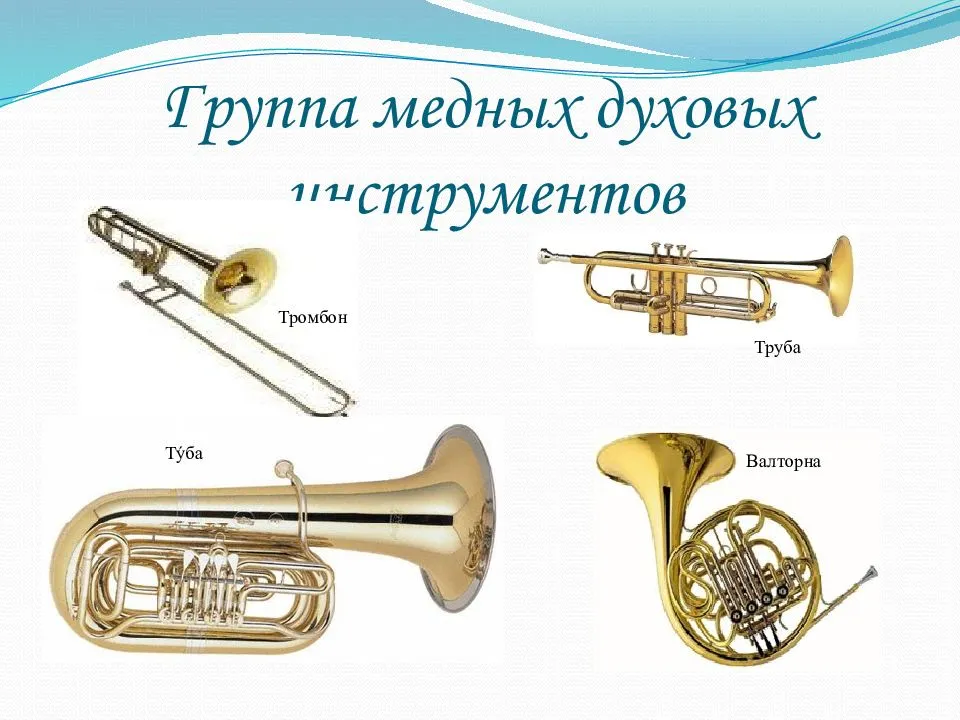 Группа медных духовых
инструментов
Тромбон
Труба
Ту́ба
Валторна